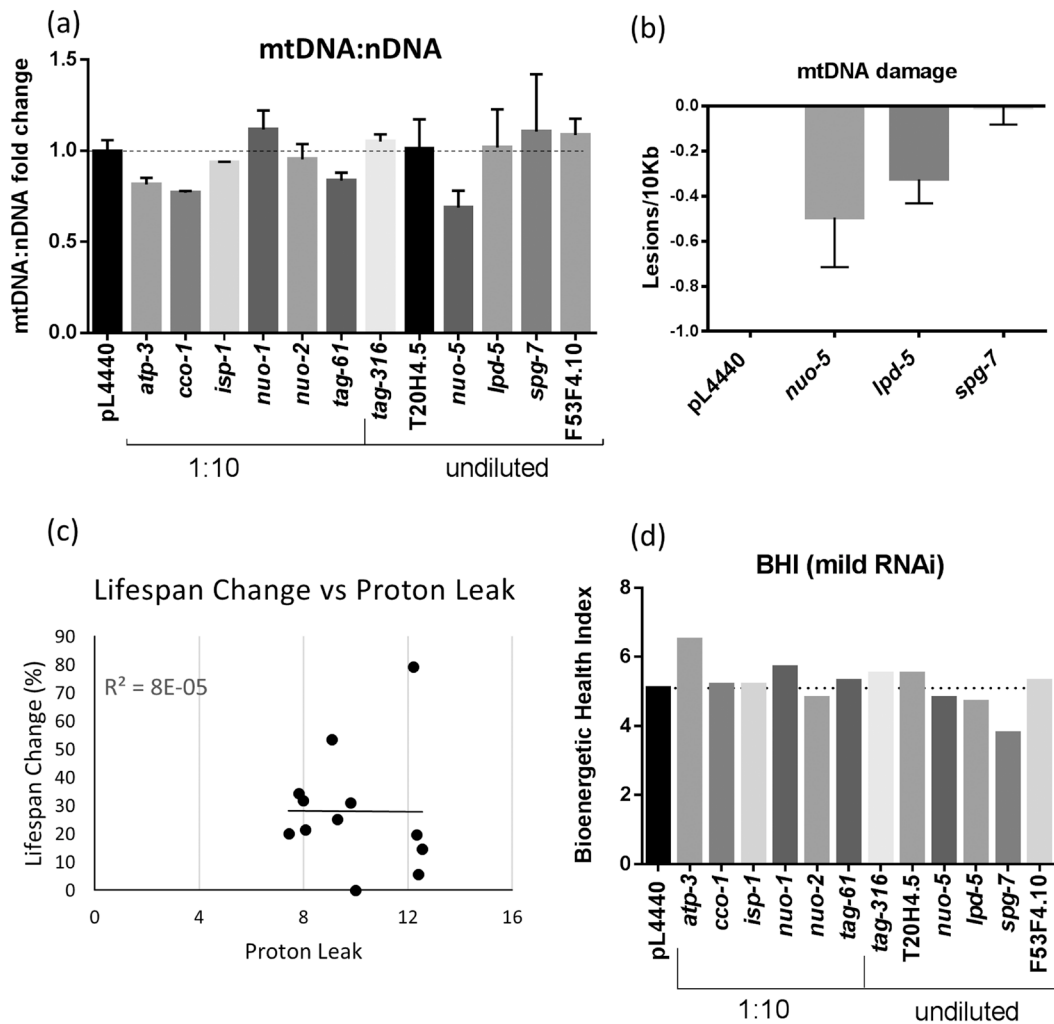 (a)
mtDNA:nDNA
mtDNA:nDNA fold change
1.5
1.0
0.5
0.0
pL4440
atp-3
cco-1
isp-1
nuo-1
nuo-2
tag-61
tag-316
T20H4.5
nuo-5
lpd-5
spg-7
F53F4.10
1:10
undiluted
(b)
mtDNA damage
Lesions/10Kb
0.0
-0.2
-0.4
-0.6
-0.8
-1.0
pL4440
nuo-5
lpd-5
spg-7
(c)
Lifespan Change vs Proton Leak
Lifespan Change (%)
90
80
70
60
50
40
30
20
10
0
R² = 8E-05
0
4
8
12
16
Proton Leak
(d)
BHI (mild RNAi)
Bioenergetic Health Index
8
6
4
2
0
pL4440
atp-3
cco-1
isp-1
nuo-1
nuo-2
tag-61
tag-316
T20H4.5
nuo-5
lpd-5
spg-7
F53F4.10
1:10
undiluted